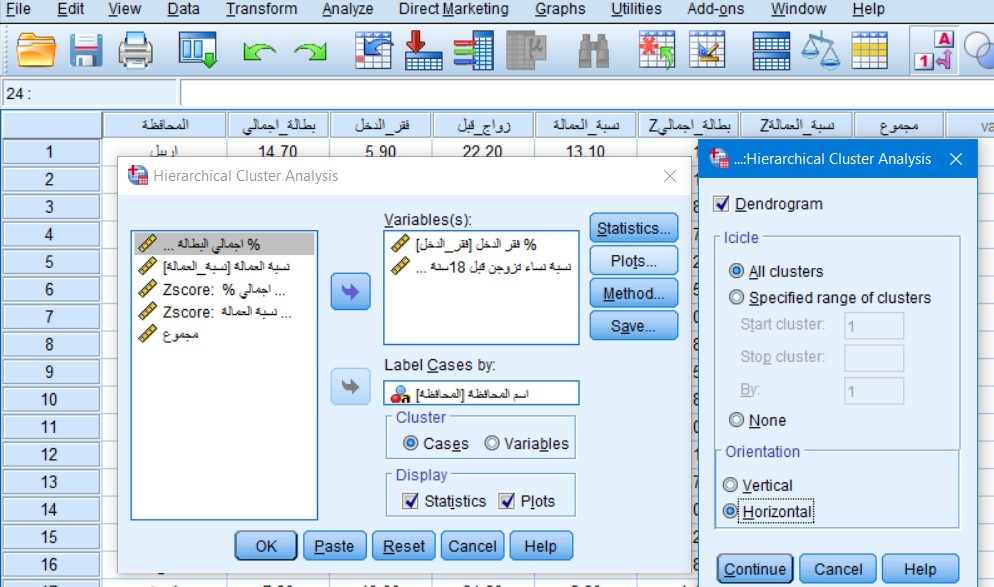 File Edit View Data Transform Analyze Direct Marketing Graphs Utilities Add-ons Window Help
24 :
المحافظة بطالة_اجمالي فقر_الدخل زواج_قبل نسبة_العمالة Zبطالة_اجمالي Zنسبة_العمالة مجموع va
1 اربيل 14.70 5.90 22.20 13.10
2
3
4
5
6
7
8
9
10
11
12
13
14
15
16
Hierarchical Cluster Analysis
Variables(s):
% اجمالي البطالة ...
نسبة العمالة [نسبة_العمالة]
Zscore: % اجمالي ...
Zscore: نسبة العمالة ...
مجموع
% فقر الدخل [فقر_الدخل]
نسبة نساء تزوجن قبل 18سنة ...
Statistics...
Plots...
Method...
Save...
Label Cases by:
اسم المحافظة [المحافظة]
Cluster
Cases Variables
Display
Statistics Plots
OK Paste Reset Cancel Help
...:Hierarchical Cluster Analysis
Dendrogram
Icicle
All clusters
Specified range of clusters
Start cluster: 1
Stop cluster:
By: 1
None
Orientation
Vertical
Horizontal
Continue Cancel Help